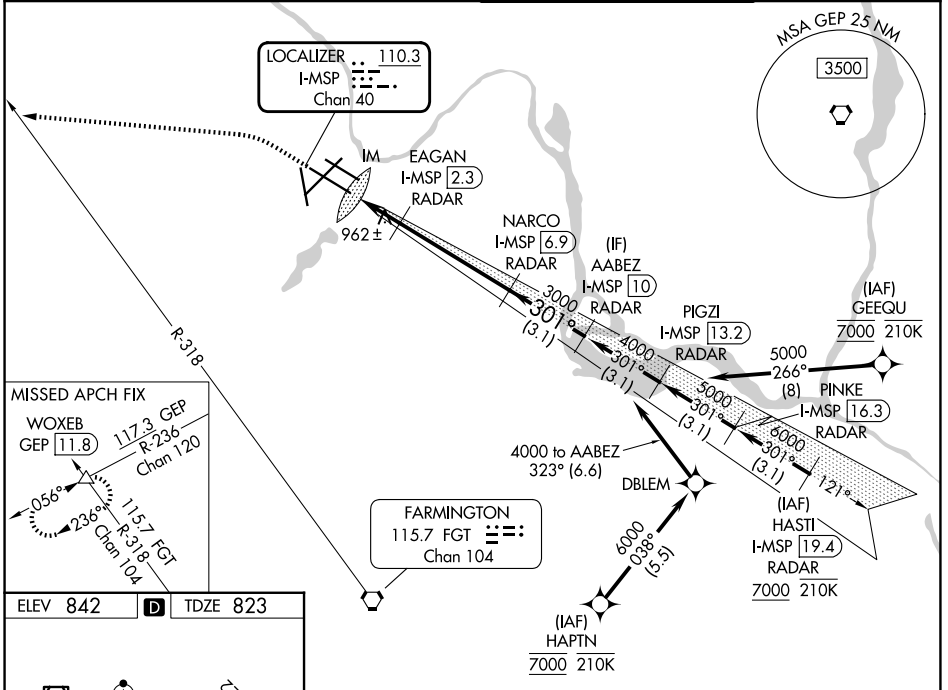 LOCALIZER 110.3
I-MSP
Chan 40
MSA GEP 25 NM
3500
IM
EAGAN
I-MSP 2.3
RADAR
962 ±
NARCO
I-MSP 6.9
RADAR
(IF)
AABEZ
I-MSP 10
RADAR
PIGZI
I-MSP 13.2
RADAR
(IAF)
GEEQU
7000 210K
5000
266°
(8)
PINKE
I-MSP 16.3
RADAR
3000
301°
(3.1)
4000
301°
(3.1)
5000
301°
(3.1)
6000
301°
(3.1)
121°
R-318
MISSED APCH FIX
WOXEB
GEP 11.8
117.3 GEP
R-236
Chan 120
056°
236°
115.7 FGT
R-318
Chan 104
4000 to AABEZ
323° (6.6)
DBLEM
(IAF)
HASTI
I-MSP 19.4
RADAR
7000 210K
FARMINGTON
115.7 FGT
Chan 104
6000
038°
(5.5)
(IAF)
HAPTN
7000 210K
ELEV 842 D TDZE 823